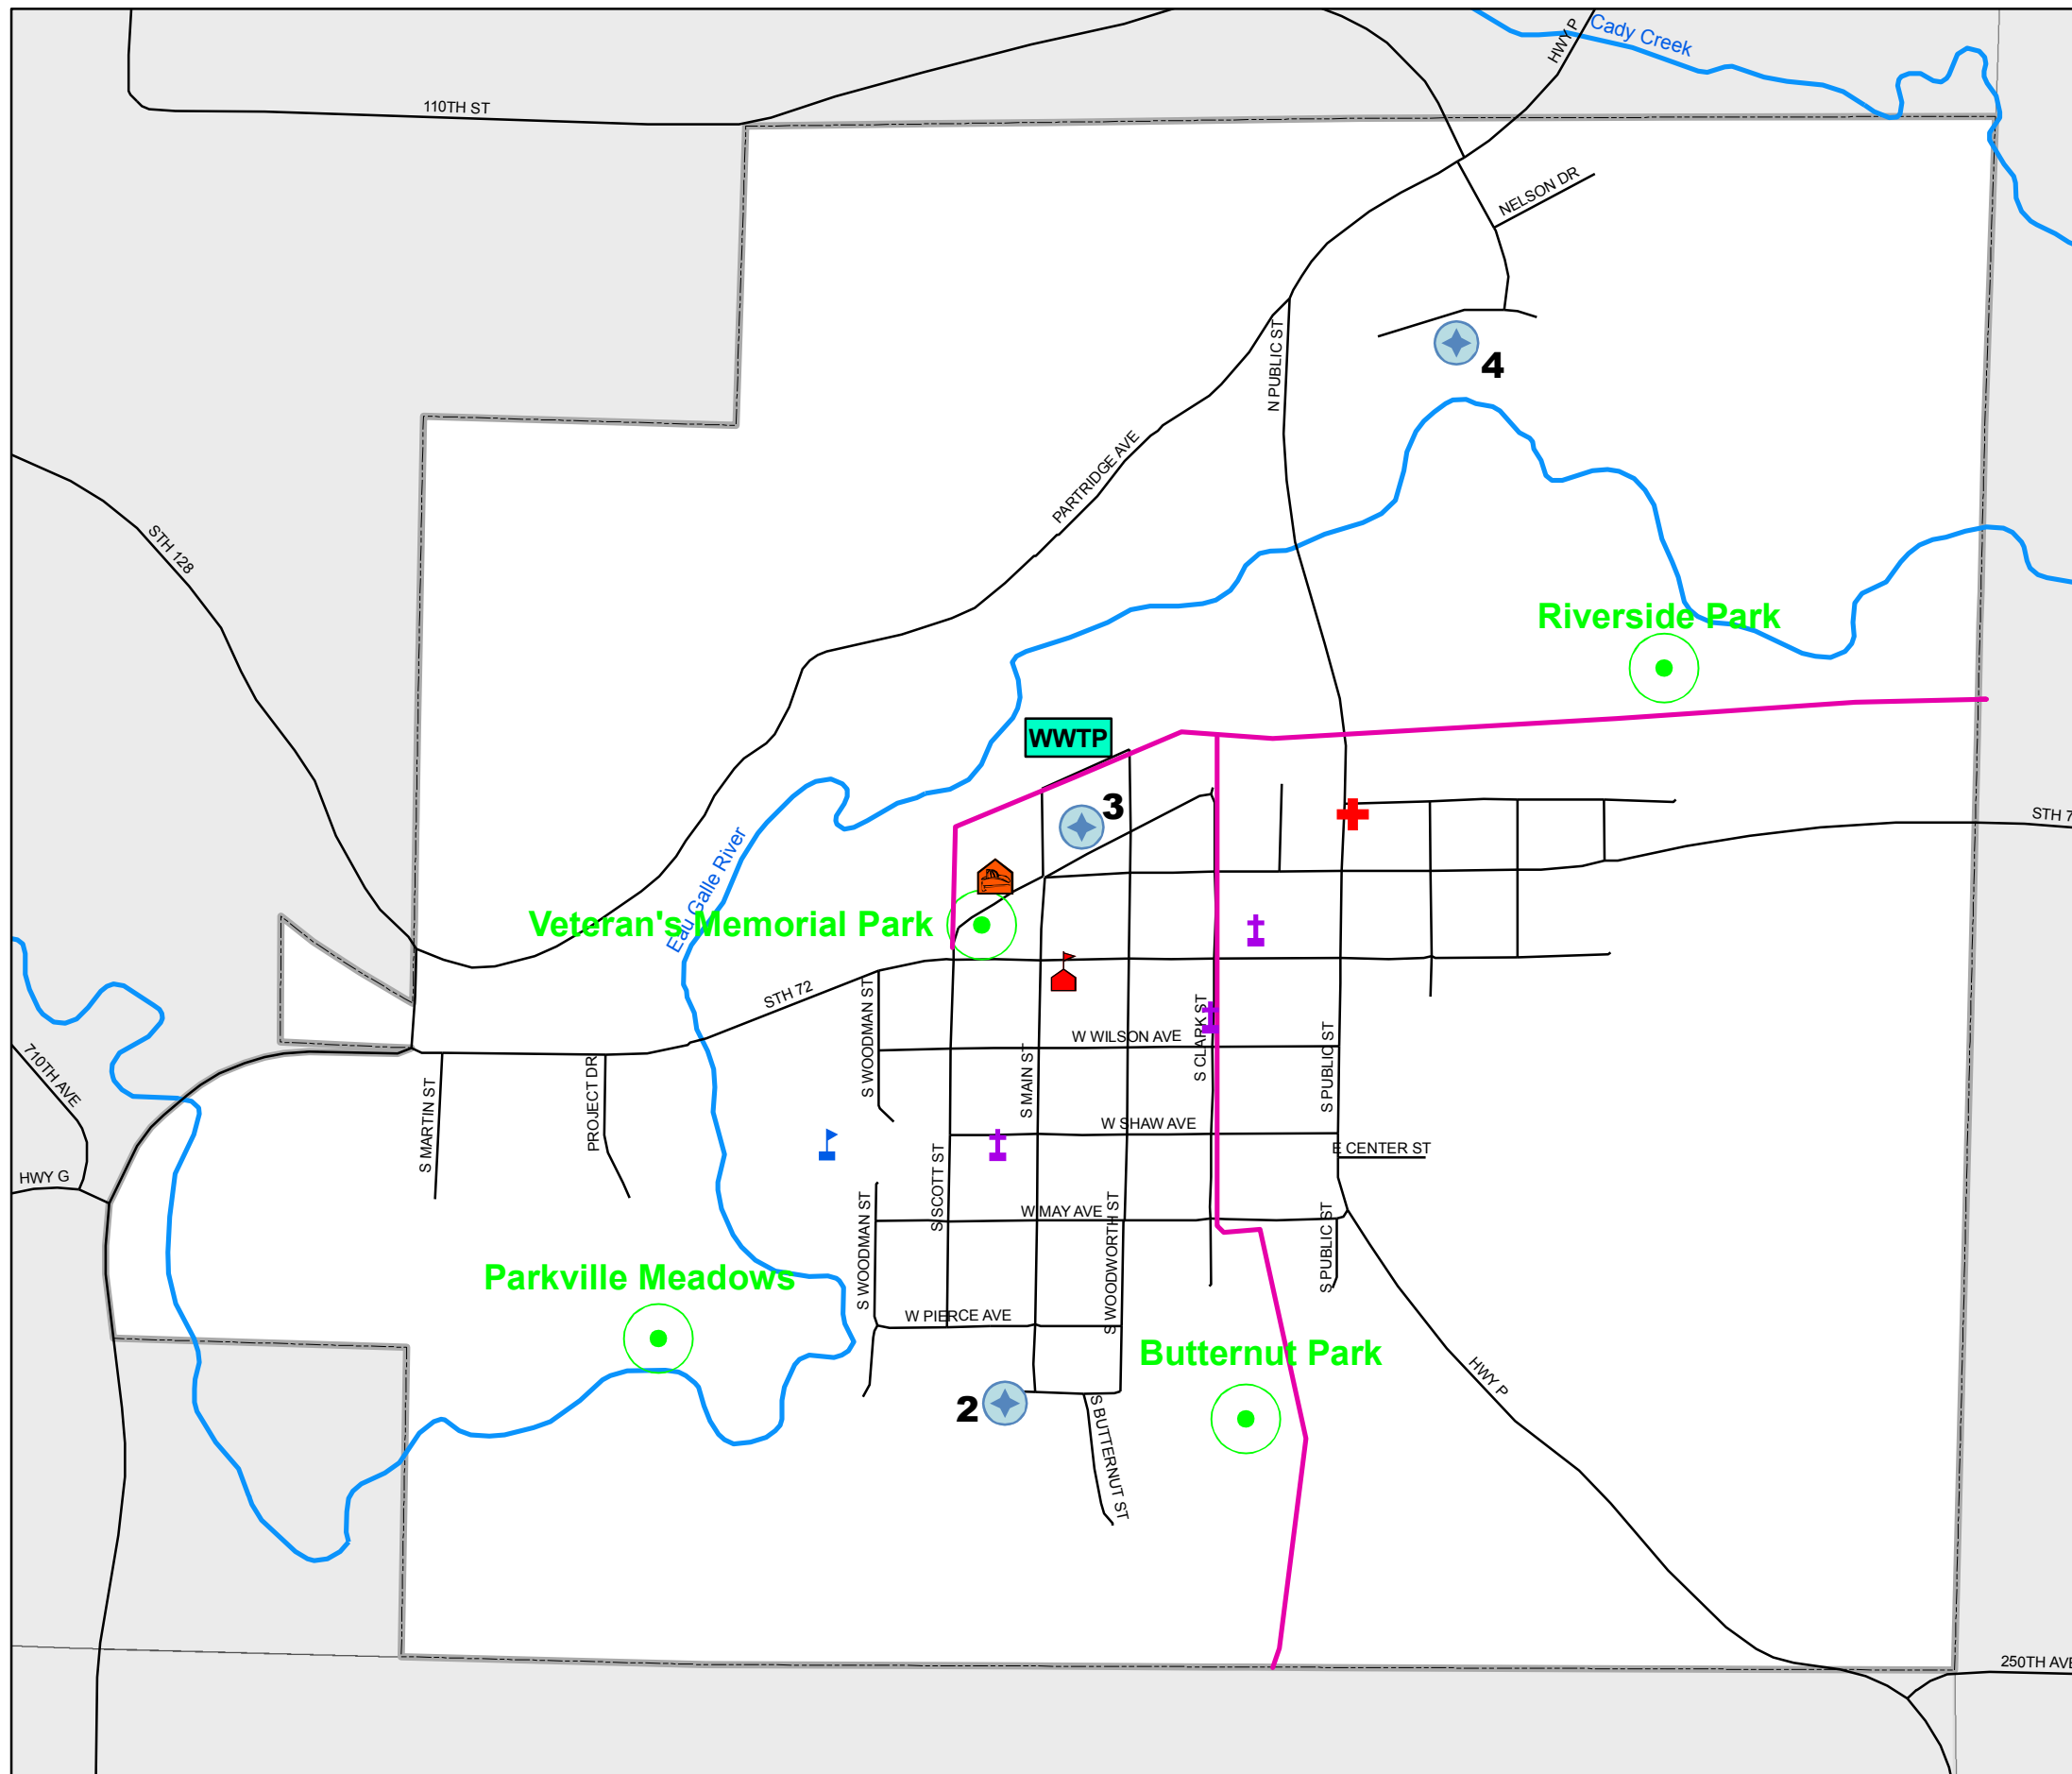 Cady Creek
HWY P
110TH ST
NELSON DR
N PUBLIC ST
4
PARTRIDGE AVE
STH 128
Riverside Park
WWTP
3
STH 7
Eau Galle River
Veteran's Memorial Park
STH 72
S WOODMAN ST
S CLARK ST
W WILSON AVE
S PUBLIC ST
S MAIN ST
710TH AVE
S MARTIN ST
PROJECT DR
W SHAW AVE
E CENTER ST
HWY G
S SCOTT ST
W MAY AVE
S WOODMAN ST
S WOODWORTH ST
S PUBLIC ST
Parkville Meadows
W PIERCE AVE
Butternut Park
HWY P
2
S BUTTERNUT ST
250TH AVE